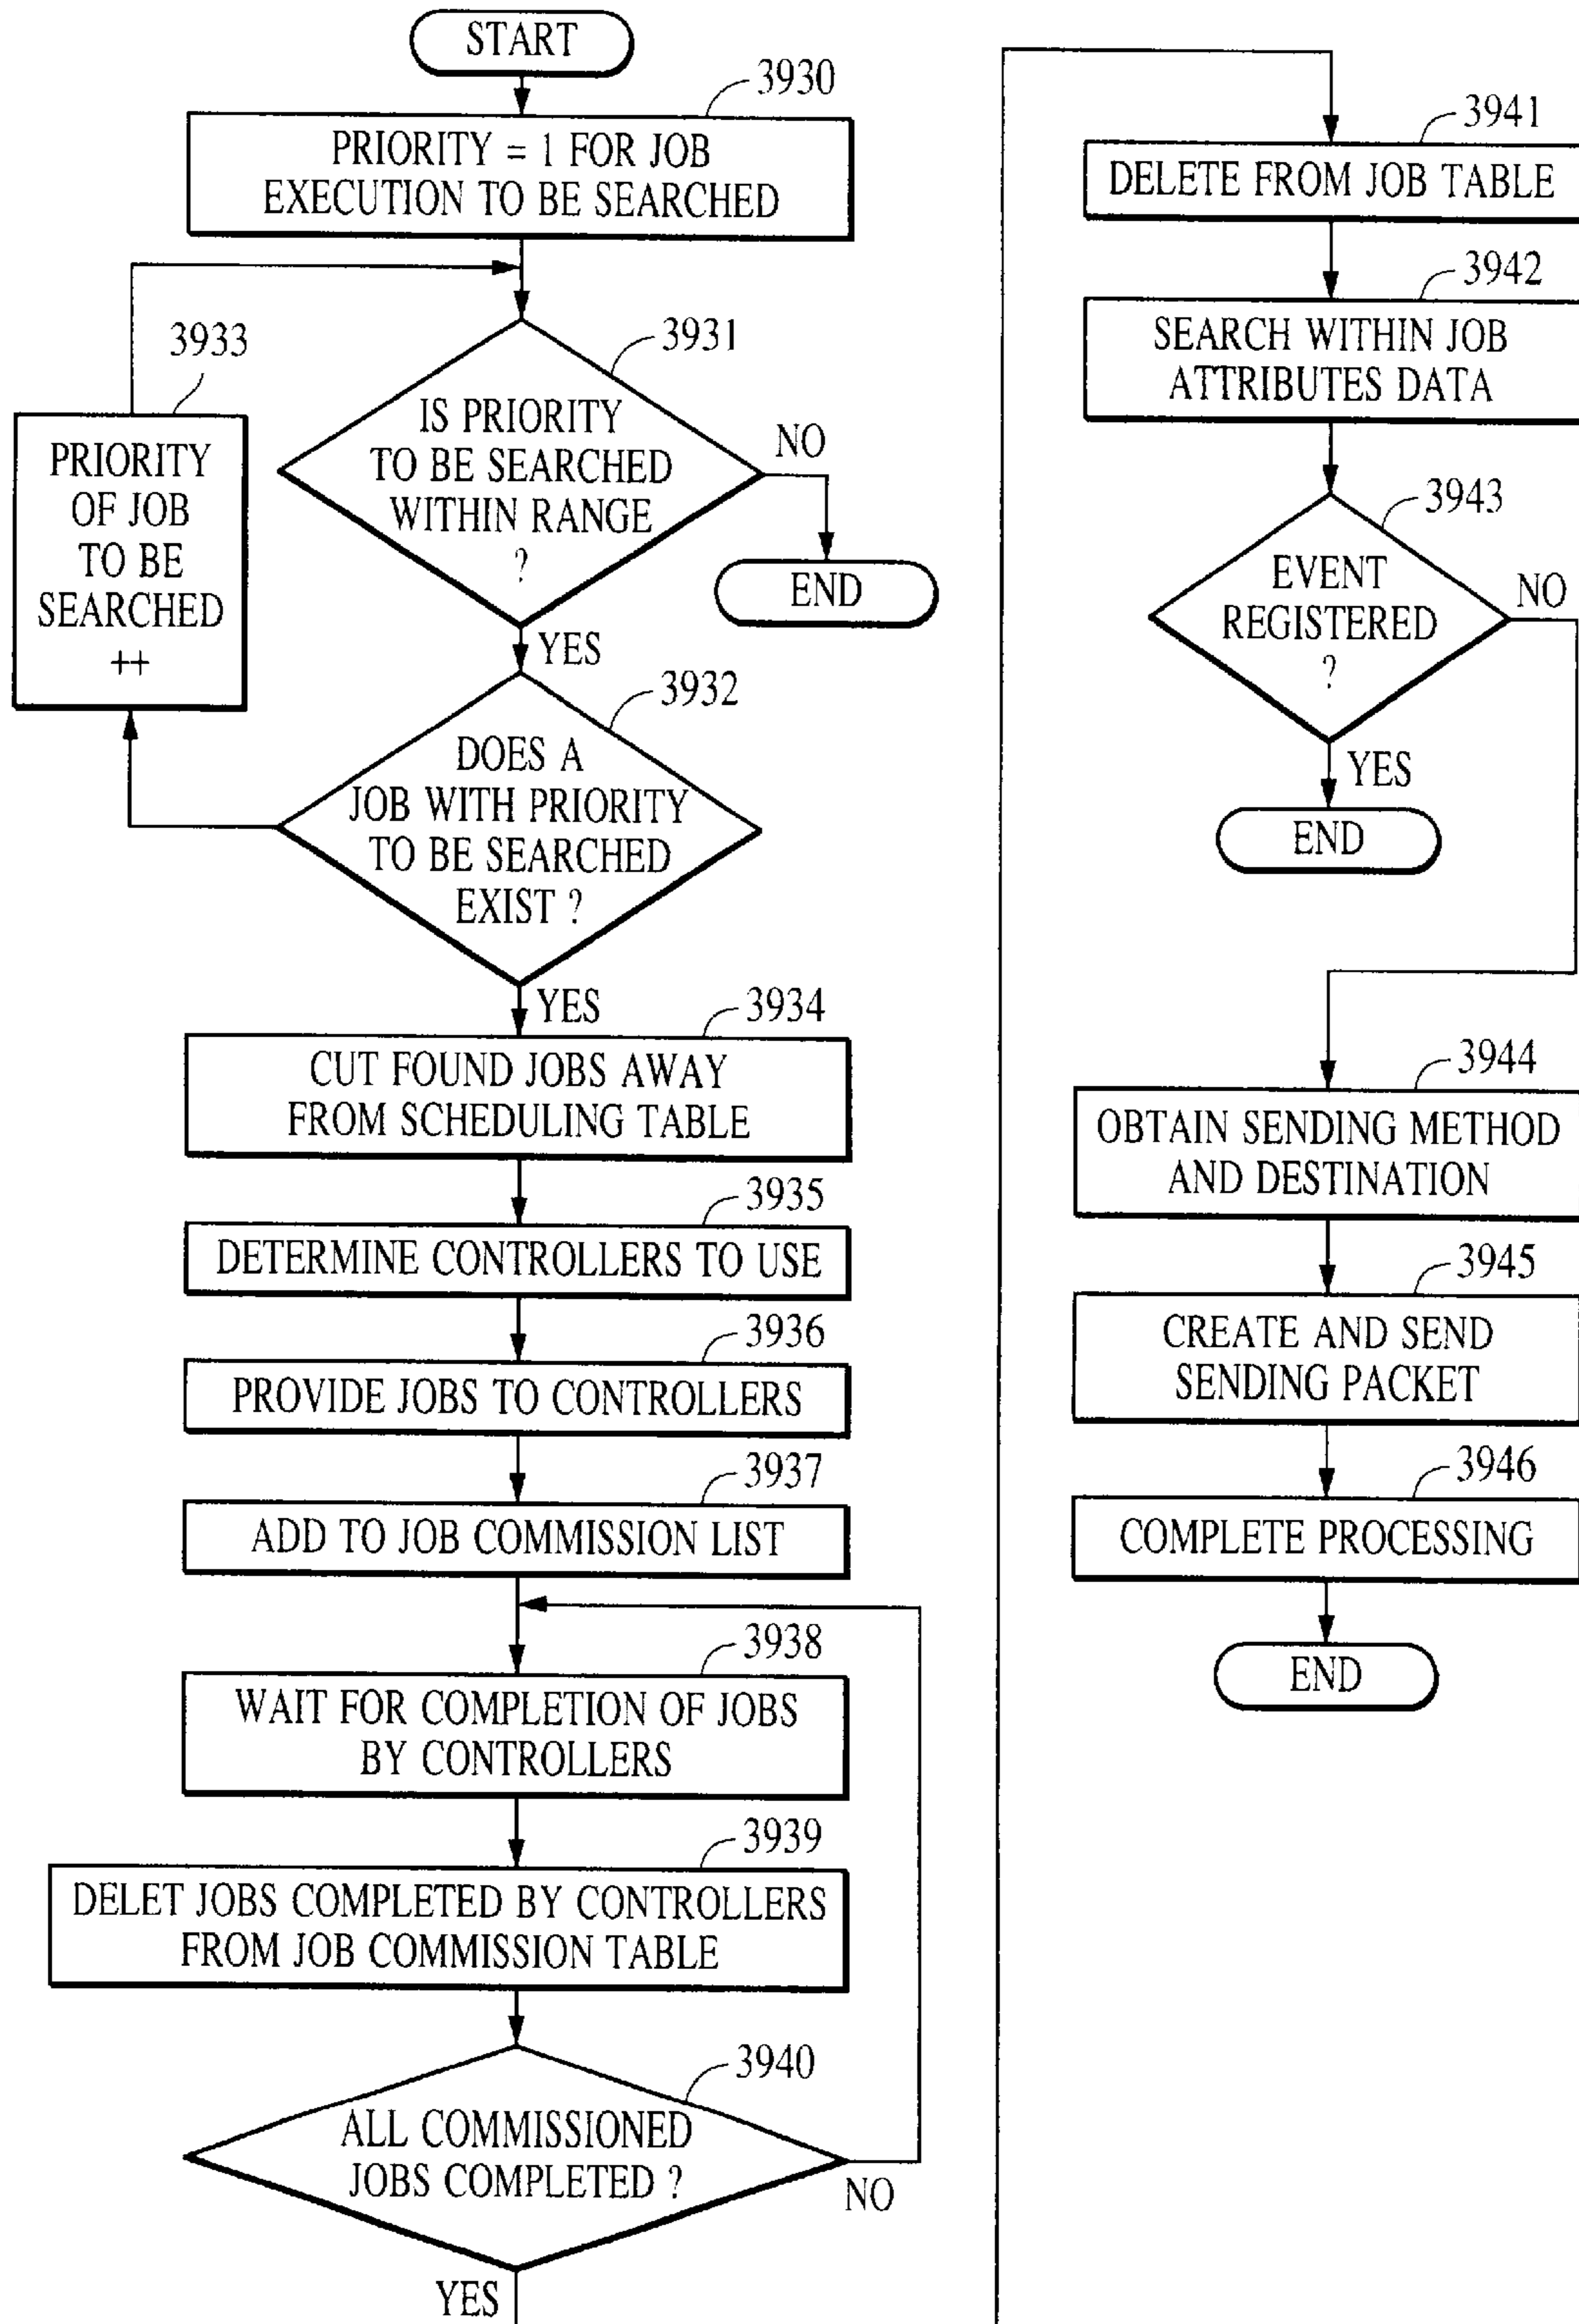 START
3930
PRIORITY = 1 FOR JOB
EXECUTION TO BE SEARCHED
3933
PRIORITY
OF JOB
TO BE
SEARCHED
++
3931
IS PRIORITY
TO BE SEARCHED
WITHIN RANGE
?
NO
END
YES
3932
DOES A
JOB WITH PRIORITY
TO BE SEARCHED
EXIST ?
YES
3934
CUT FOUND JOBS AWAY
FROM SCHEDULING TABLE
3935
DETERMINE CONTROLLERS TO USE
3936
PROVIDE JOBS TO CONTROLLERS
3937
ADD TO JOB COMMISSION LIST
3938
WAIT FOR COMPLETION OF JOBS
BY CONTROLLERS
3939
DELET JOBS COMPLETED BY CONTROLLERS
FROM JOB COMMISSION TABLE
3940
ALL COMMISSIONED
JOBS COMPLETED ?
NO
YES
3941
DELETE FROM JOB TABLE
3942
SEARCH WITHIN JOB
ATTRIBUTES DATA
3943
EVENT
REGISTERED
?
NO
YES
END
3944
OBTAIN SENDING METHOD
AND DESTINATION
3945
CREATE AND SEND
SENDING PACKET
3946
COMPLETE PROCESSING
END